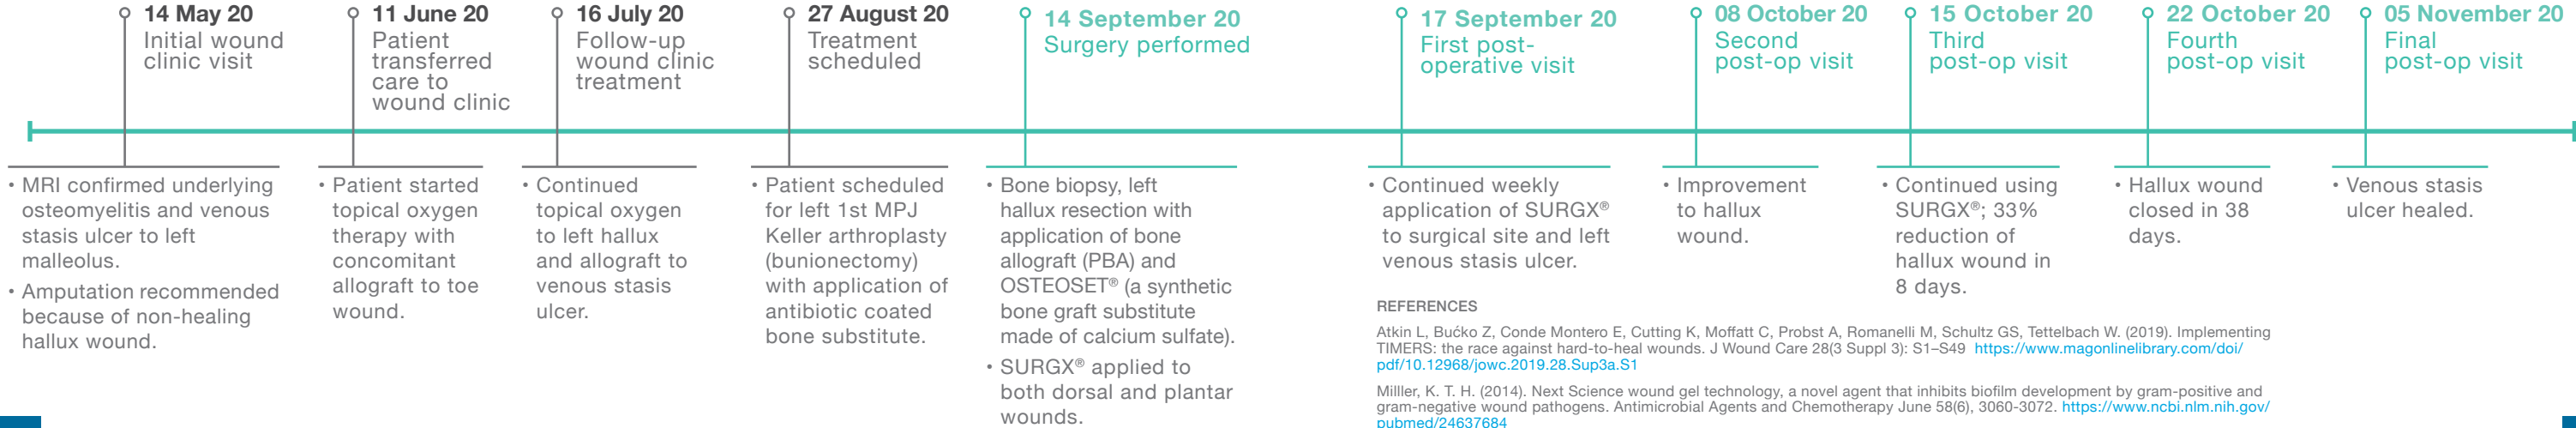 14 May 20
Initial wound
clinic visit
• MRI confirmed underlying
osteomyelitis and venous
stasis ulcer to left
malleolus.
• Amputation recommended
because of non-healing
hallux wound.
11 June 20
Patient
transferred
care to
wound clinic
• Patient started
topical oxygen
therapy with
concomitant
allograft to toe
wound.
16 July 20
Follow-up
wound clinic
treatment
• Continued
topical oxygen
to left hallux
and allograft to
venous stasis
ulcer.
27 August 20
Treatment
scheduled
• Patient scheduled
for left 1st MPJ
Keller arthroplasty
(bunionectomy)
with application of
antibiotic coated
bone substitute.
14 September 20
Surgery performed
• Bone biopsy, left
hallux resection with
application of bone
allograft (PBA) and
OSTEOSET® (a synthetic
bone graft substitute
made of calcium sulfate).
• SURGX® applied to
both dorsal and plantar
wounds.
17 September 20
First post-
operative visit
• Continued weekly
application of SURGX®
to surgical site and left
venous stasis ulcer.
08 October 20
Second
post-op visit
• Improvement
to hallux
wound.
15 October 20
Third
post-op visit
• Continued using
SURGX®; 33%
reduction of
hallux wound in
8 days.
22 October 20
Fourth
post-op visit
• Hallux wound
closed in 38
days.
05 November 20
Final
post-op visit
• Venous stasis
ulcer healed.
REFERENCES
Atkin L, Bućko Z, Conde Montero E, Cutting K, Moffatt C, Probst A, Romanelli M, Schultz GS, Tettelbach W. (2019). Implementing
TIMERS: the race against hard-to-heal wounds. J Wound Care 28(3 Suppl 3): S1–S49 https://www.magonlinelibrary.com/doi/
pdf/10.12968/jowc.2019.28.Sup3a.S1
Milller, K. T. H. (2014). Next Science wound gel technology, a novel agent that inhibits biofilm development by gram-positive and
gram-negative wound pathogens. Antimicrobial Agents and Chemotherapy June 58(6), 3060-3072. https://www.ncbi.nlm.nih.gov/
pubmed/24637684